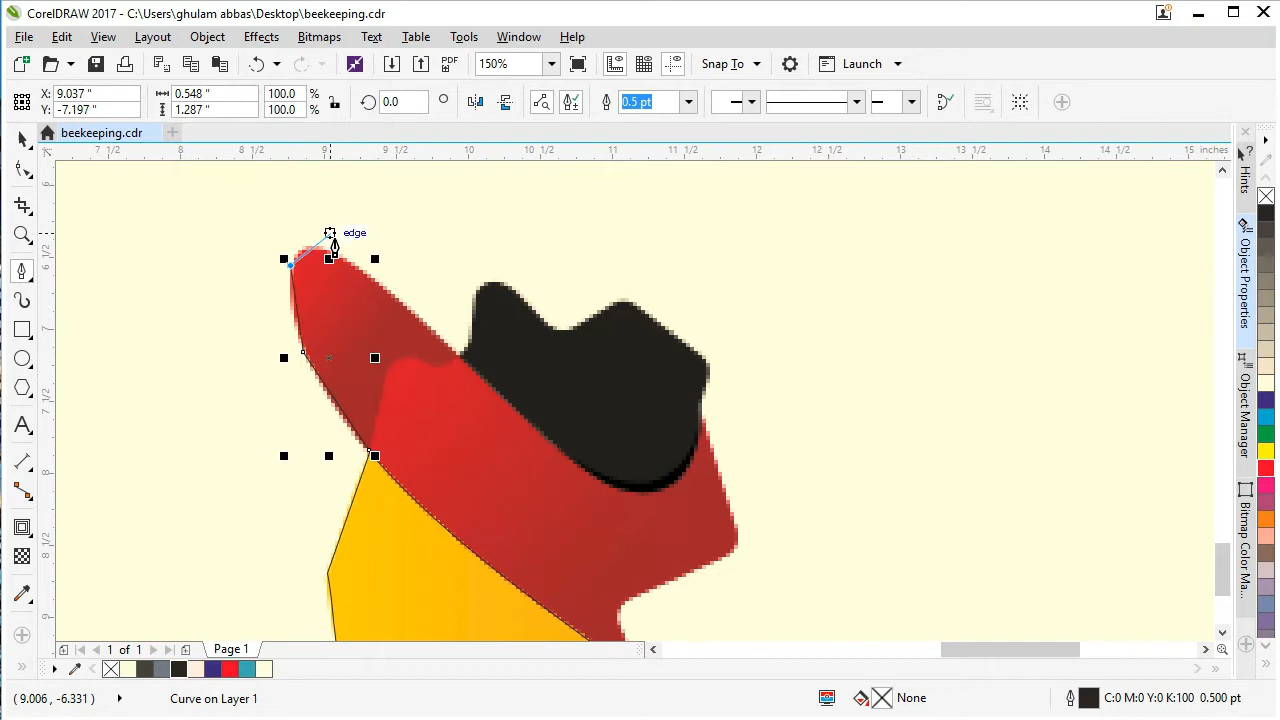 CorelDRAW 2017 - C:\Users\ghulam abbas\Desktop\beekeeping.cdr
File Edit View Layout Object Effects Bitmaps Text Table Tools Window Help
PDF 150% Snap To Launch
X: 9.037 " 0.548 " 100.0 % 0.0 ° 0.5 pt
Y: -7.197 " 1.287 " 100.0 %
beekeeping.cdr
7 1/2 8 8 1/2 9 9 1/2 10 10 1/2 11 11 1/2 12 12 1/2 13 13 1/2 14 14 1/2 15 inches
edge
Hints
Object Properties
Object Manager
Bitmap Color Ma...
1 of 1 Page 1
( 9.006, -6.331 ) Curve on Layer 1 None C:0 M:0 Y:0 K:100 0.500 pt